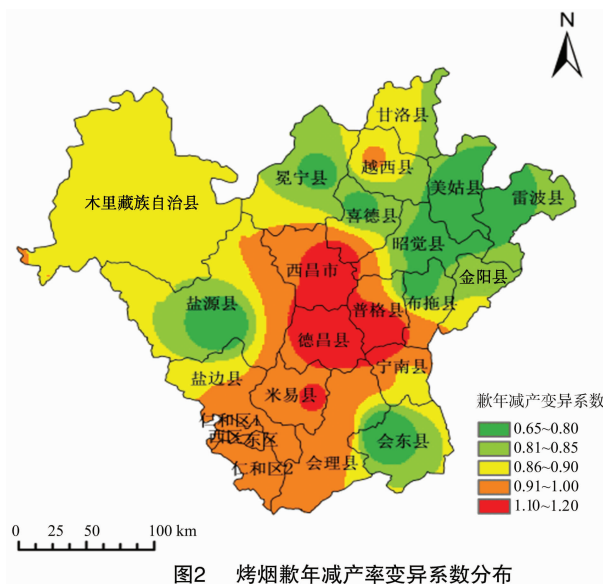 N
甘洛县
越西县
冕宁县
美姑县
雷波县
木里藏族自治县
喜德县
昭觉县
西昌市
金阳县
盐源县
普格县
布拖县
德昌县
宁南县
盐边县
米易县
仁和区1
西区
东区
会东县
仁和区2
会理县
歉年减产变异系数
0.65~0.80
0.81~0.85
0.86~0.90
0.91~1.00
1.10~1.20
0 25 50 100 km
图2 烤烟歉年减产率变异系数分布